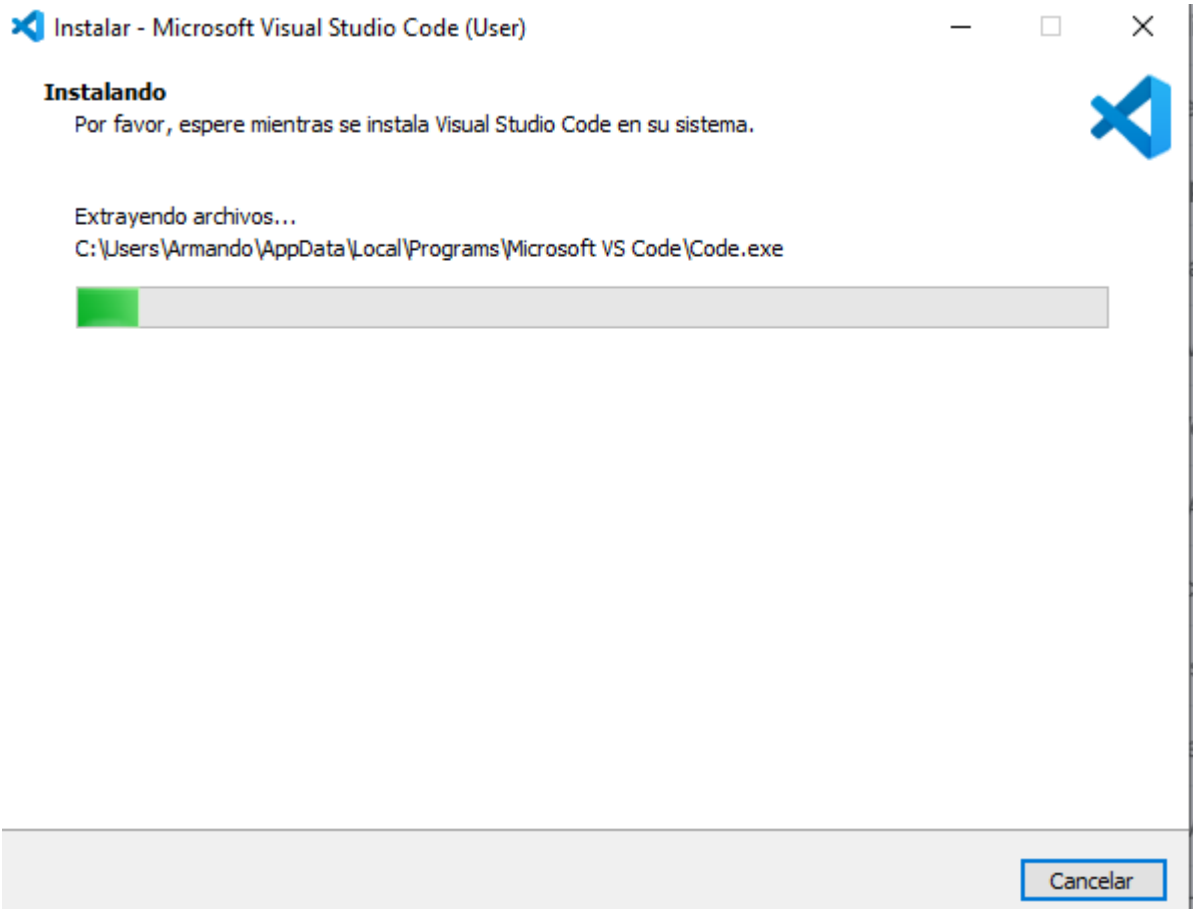 Instalar - Microsoft Visual Studio Code (User)
Instalando
Por favor, espere mientras se instala Visual Studio Code en su sistema.
Extrayendo archivos...
C:\Users\Armando\AppData\Local\Programs\Microsoft VS Code\Code.exe
Cancelar